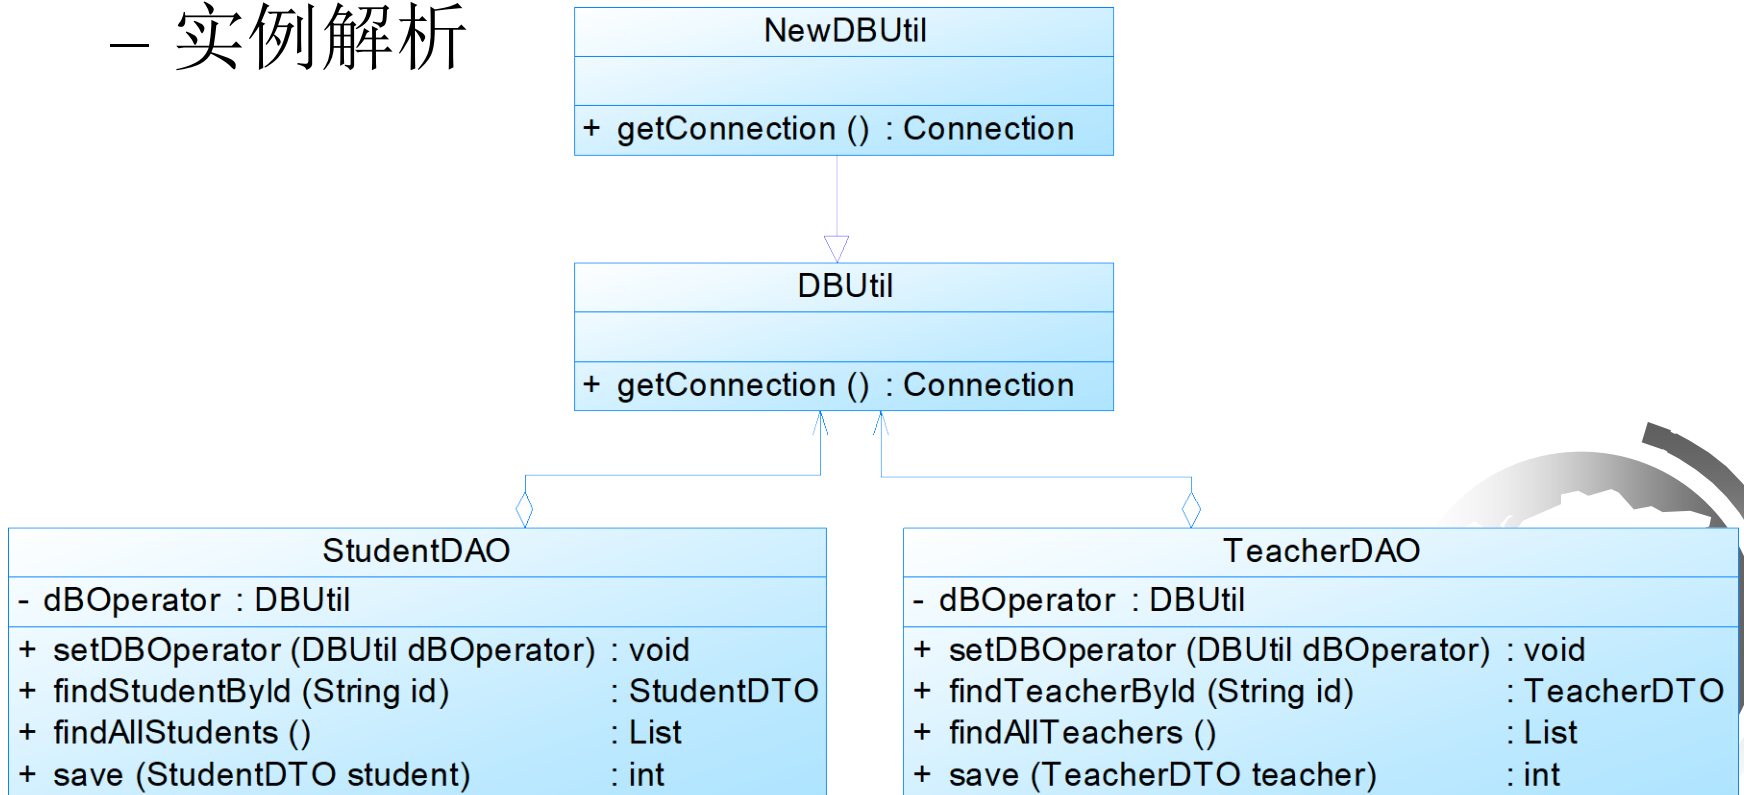 – 实例解析
NewDBUtil
+ getConnection () : Connection
DBUtil
+ getConnection () : Connection
StudentDAO
- dBOperator : DBUtil
+ setDBOperator (DBUtil dBOperator) : void
+ findStudentById (String id) : StudentDTO
+ findAllStudents () : List
+ save (StudentDTO student) : int
TeacherDAO
- dBOperator : DBUtil
+ setDBOperator (DBUtil dBOperator) : void
+ findTeacherById (String id) : TeacherDTO
+ findAllTeachers () : List
+ save (TeacherDTO teacher) : int